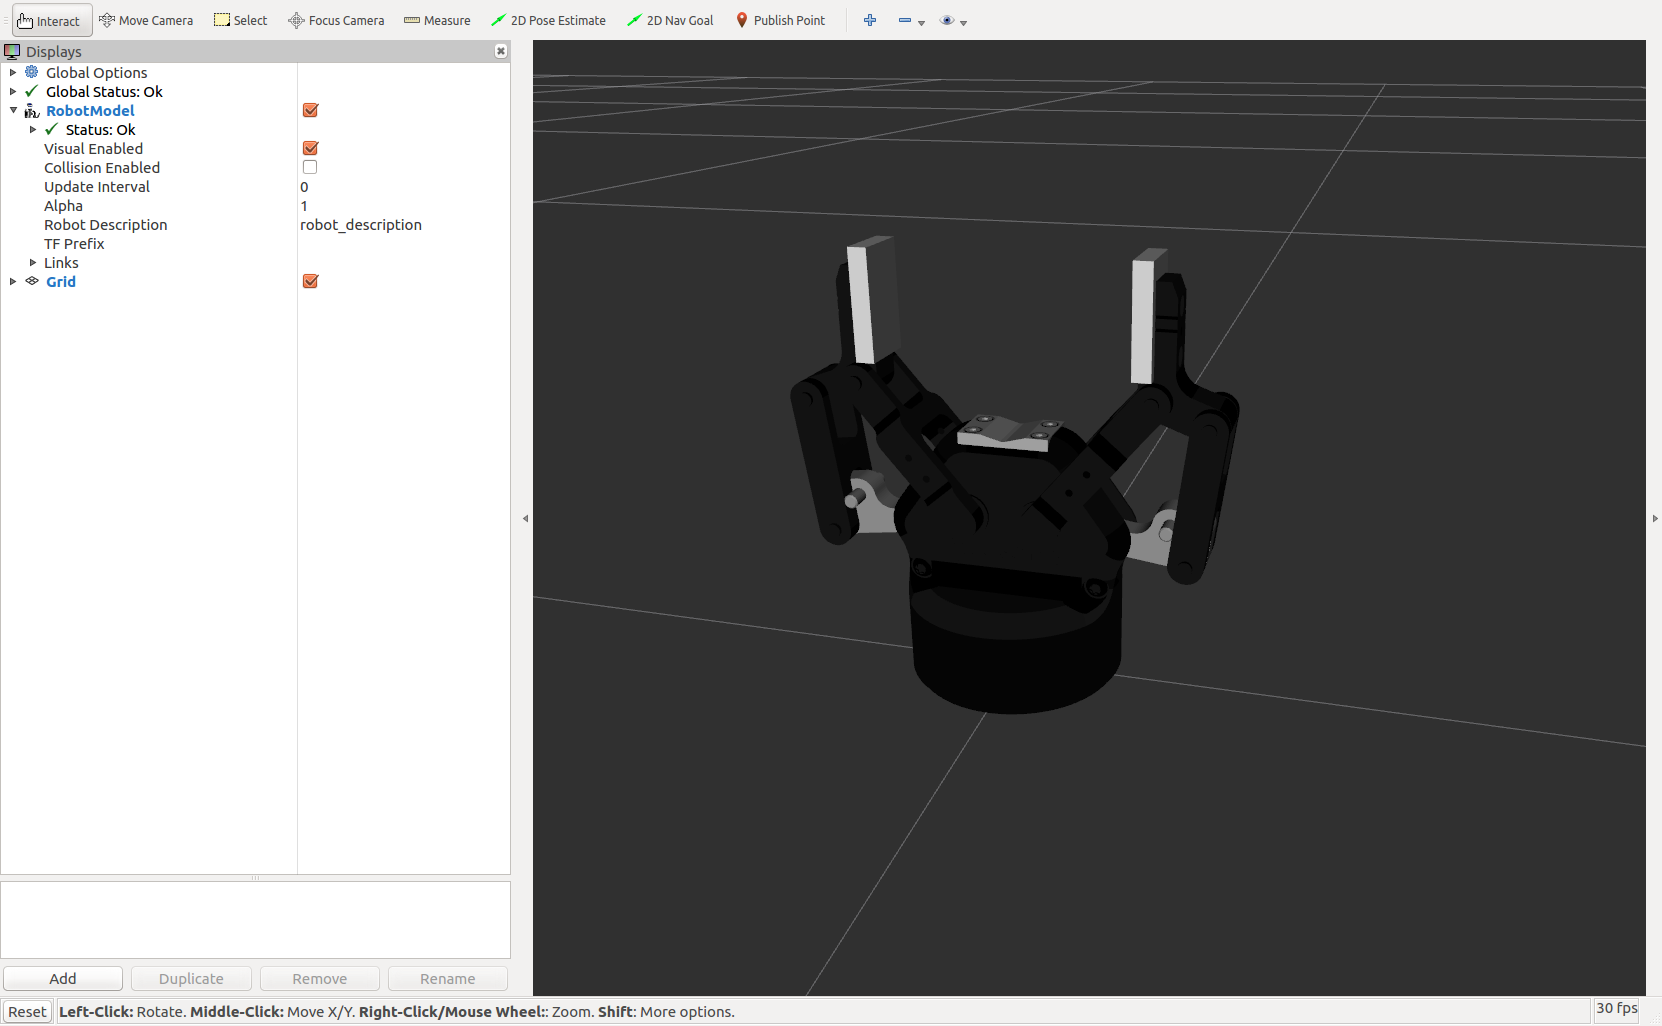 Interact Move Camera Select Focus Camera Measure 2D Pose Estimate 2D Nav Goal Publish Point
Displays
Global Options
Global Status: Ok
RobotModel
Status: Ok
Visual Enabled
Collision Enabled
Update Interval 0
Alpha 1
Robot Description robot_description
TF Prefix
Links
Grid
Add Duplicate Remove Rename
Reset Left-Click: Rotate. Middle-Click: Move X/Y. Right-Click/Mouse Wheel:: Zoom. Shift: More options. 30 fps